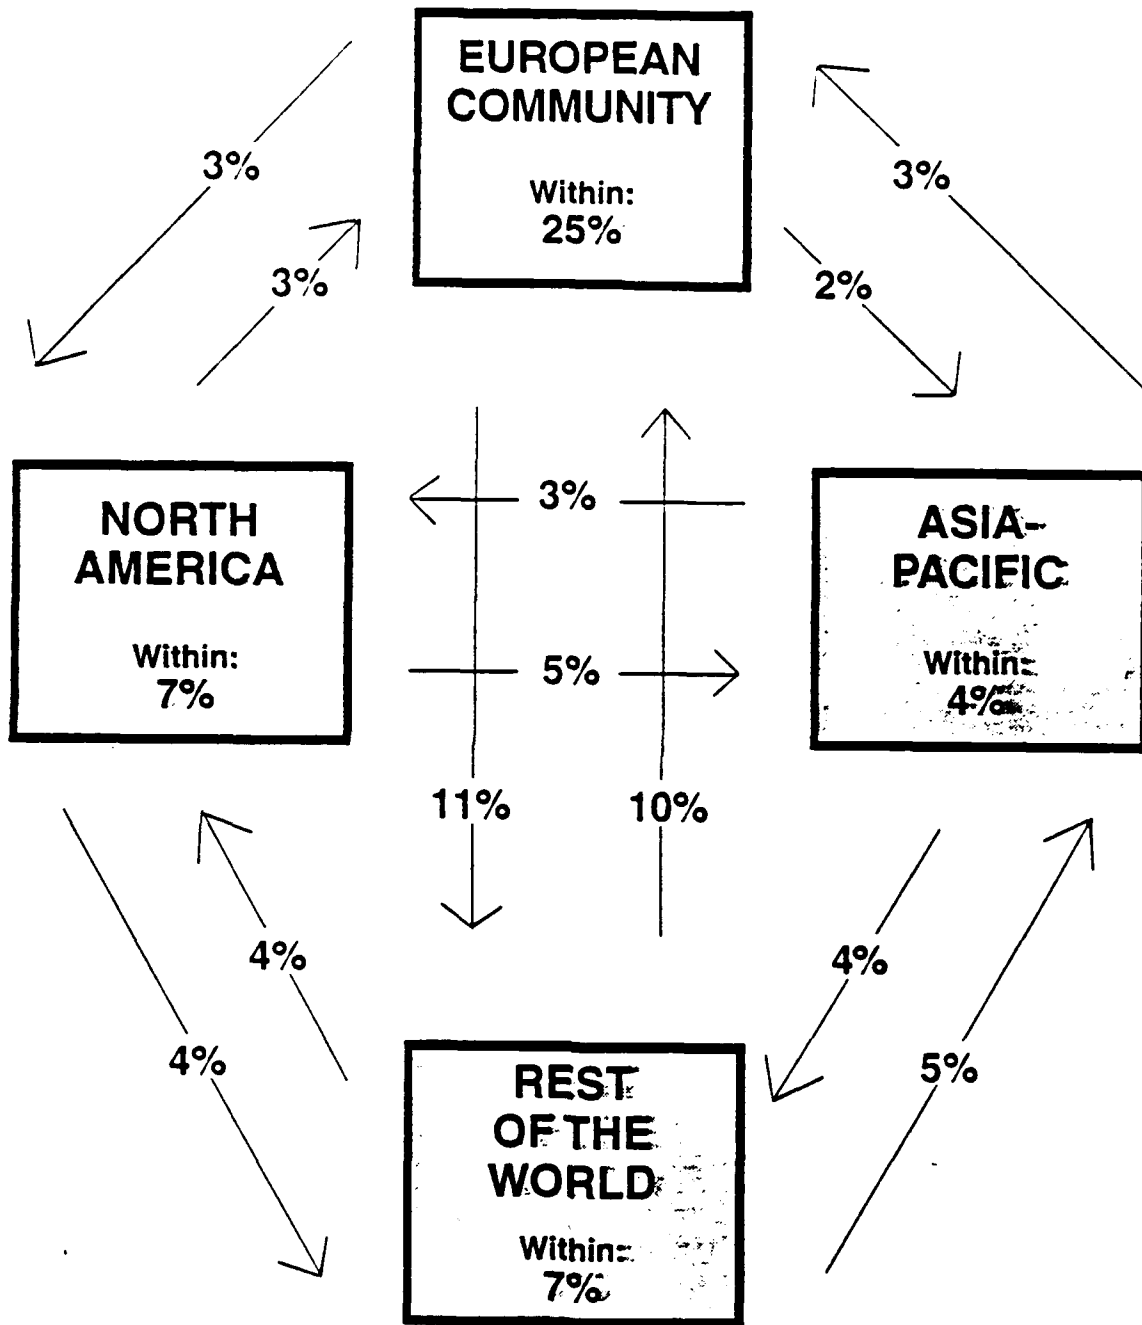 EUROPEAN
COMMUNITY
Within:
25%
3%
3%
3%
2%
NORTH
AMERICA
Within:
7%
3%
5%
ASIA-
PACIFIC
Within:
4%
11%
10%
4%
4%
4%
5%
REST
OF THE
WORLD
Within:
7%